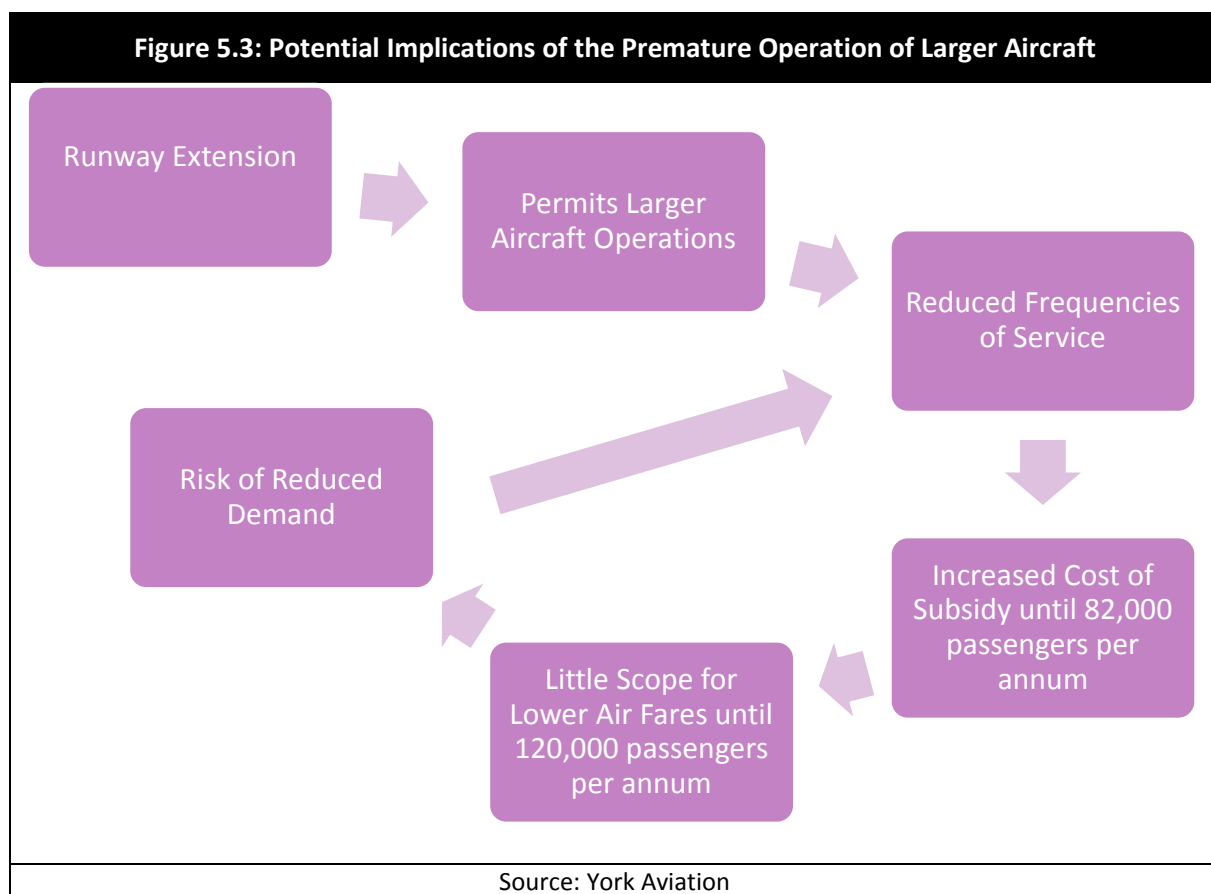 Figure 5.3: Potential Implications of the Premature Operation of Larger Aircraft
Runway Extension
Permits Larger
Aircraft Operations
Reduced Frequencies
of Service
Increased Cost of
Subsidy until 82,000
passengers per
annum
Little Scope for
Lower Air Fares until
120,000 passengers
per annum
Risk of Reduced
Demand
Source: York Aviation